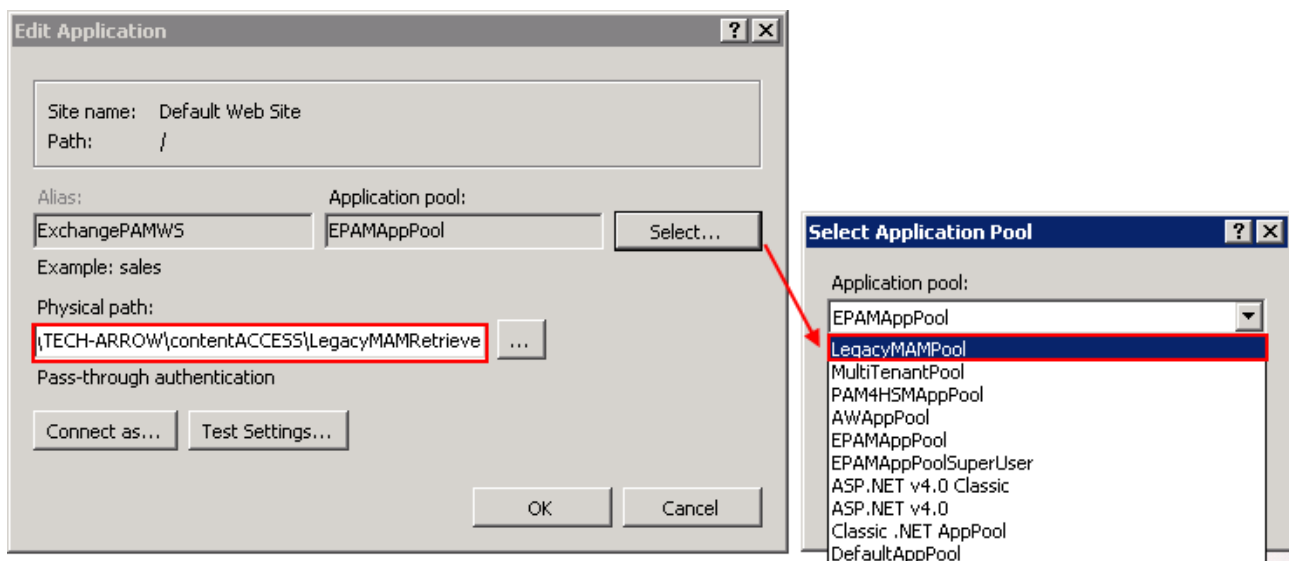 Edit Application
Site name: Default Web Site
Path: /
Alias:
Application pool:
ExchangePAMWS
EPAMAppPool
Select...
Example: sales
Physical path:
\TECH-ARROW\contentACCESS\LegacyMAMRetrieve
...
Pass-through authentication
Connect as...
Test Settings...
OK
Cancel
Select Application Pool
Application pool:
EPAMAppPool
LegacyMAMPool
MultiTenantPool
PAM4HSMAppPool
AWAppPool
EPAMAppPool
EPAMAppPoolSuperUser
ASP.NET v4.0 Classic
ASP.NET v4.0
Classic .NET AppPool
DefaultAppPool